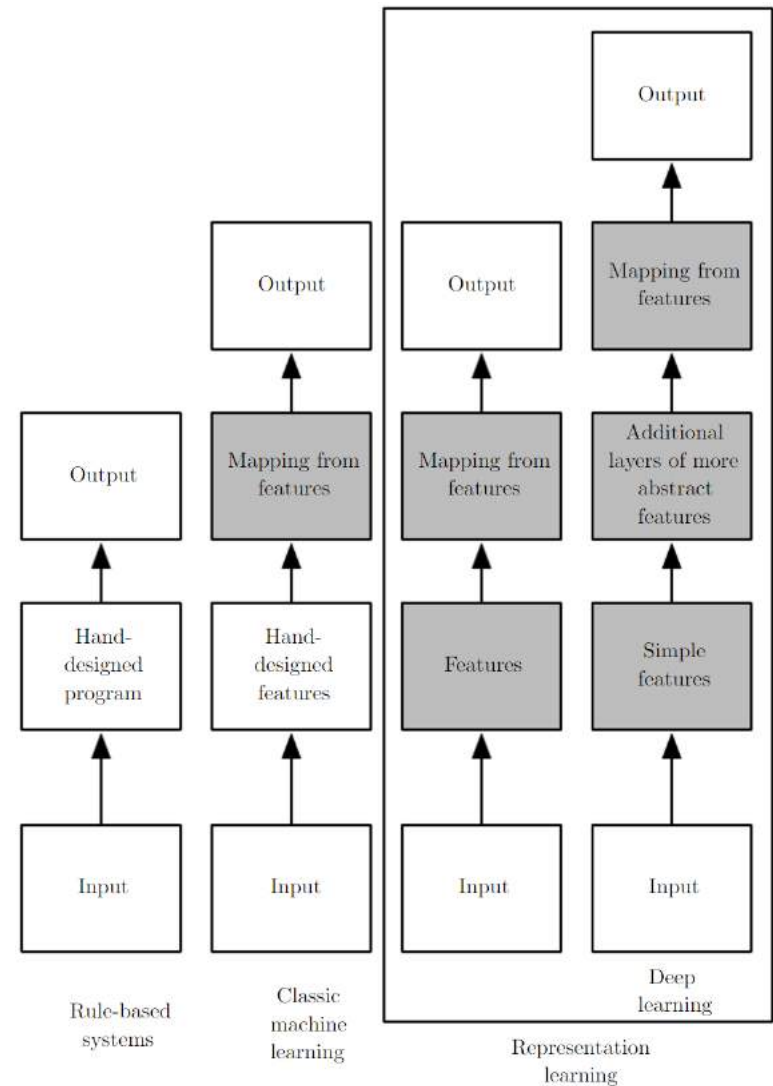 Output
Output
Output
Mapping from
features
Output
Mapping from
features
Mapping from
features
Additional
layers of more
abstract
features
Hand-
designed
program
Hand-
designed
features
Features
Simple
features
Input
Input
Input
Input
Rule-based
systems
Classic
machine
learning
Representation
learning
Deep
learning